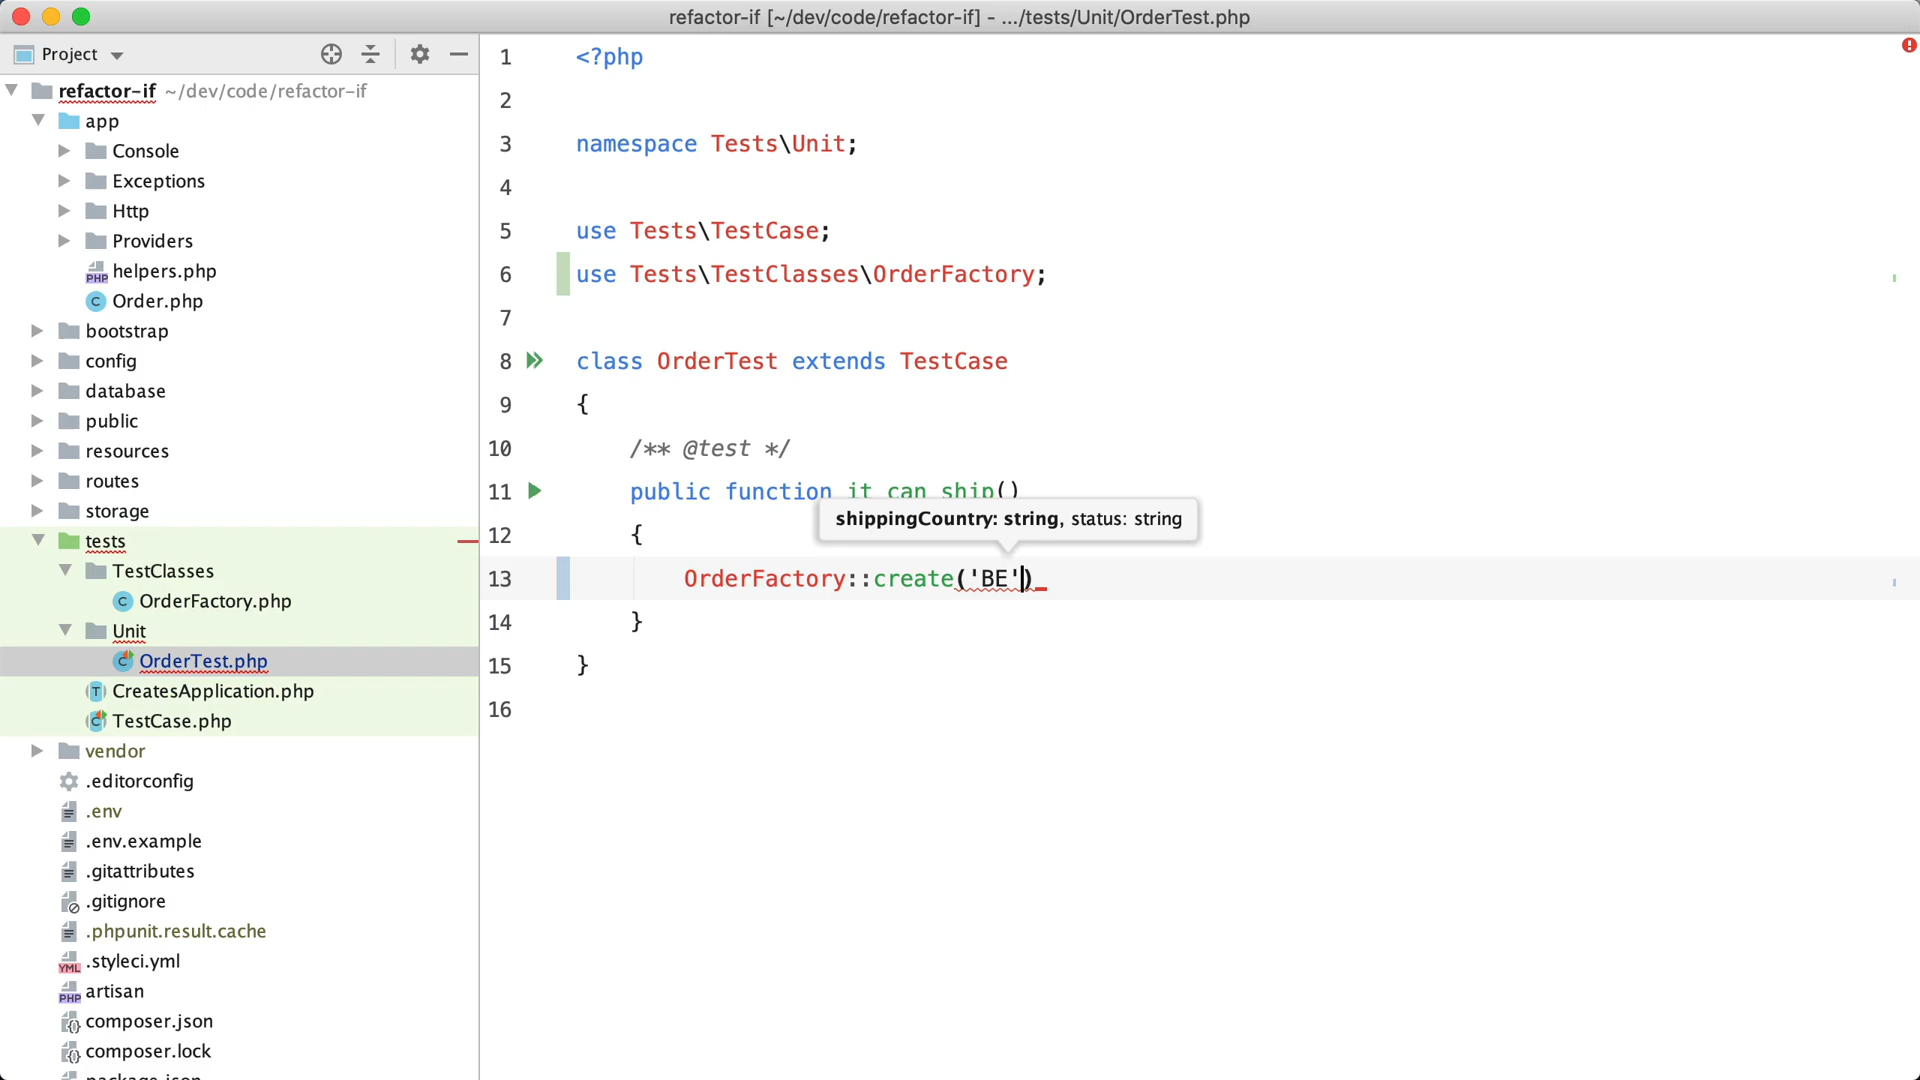 refactor-if [~/dev/code/refactor-if] - .../tests/Unit/OrderTest.php
Project
refactor-if ~/dev/code/refactor-if
app
Console
Exceptions
Http
Providers
helpers.php
Order.php
bootstrap
config
database
public
resources
routes
storage
tests
TestClasses
OrderFactory.php
Unit
OrderTest.php
CreatesApplication.php
TestCase.php
vendor
.editorconfig
.env
.env.example
.gitattributes
.gitignore
.phpunit.result.cache
.styleci.yml
artisan
composer.json
composer.lock
package.json
1 <?php
2
3 namespace Tests\Unit;
4
5 use Tests\TestCase;
6 use Tests\TestClasses\OrderFactory;
7
8 class OrderTest extends TestCase
9 {
10 /** @test */
11 public function it_can_ship()
shippingCountry: string, status: string
12 {
13 OrderFactory::create('BE')
14 }
15 }
16